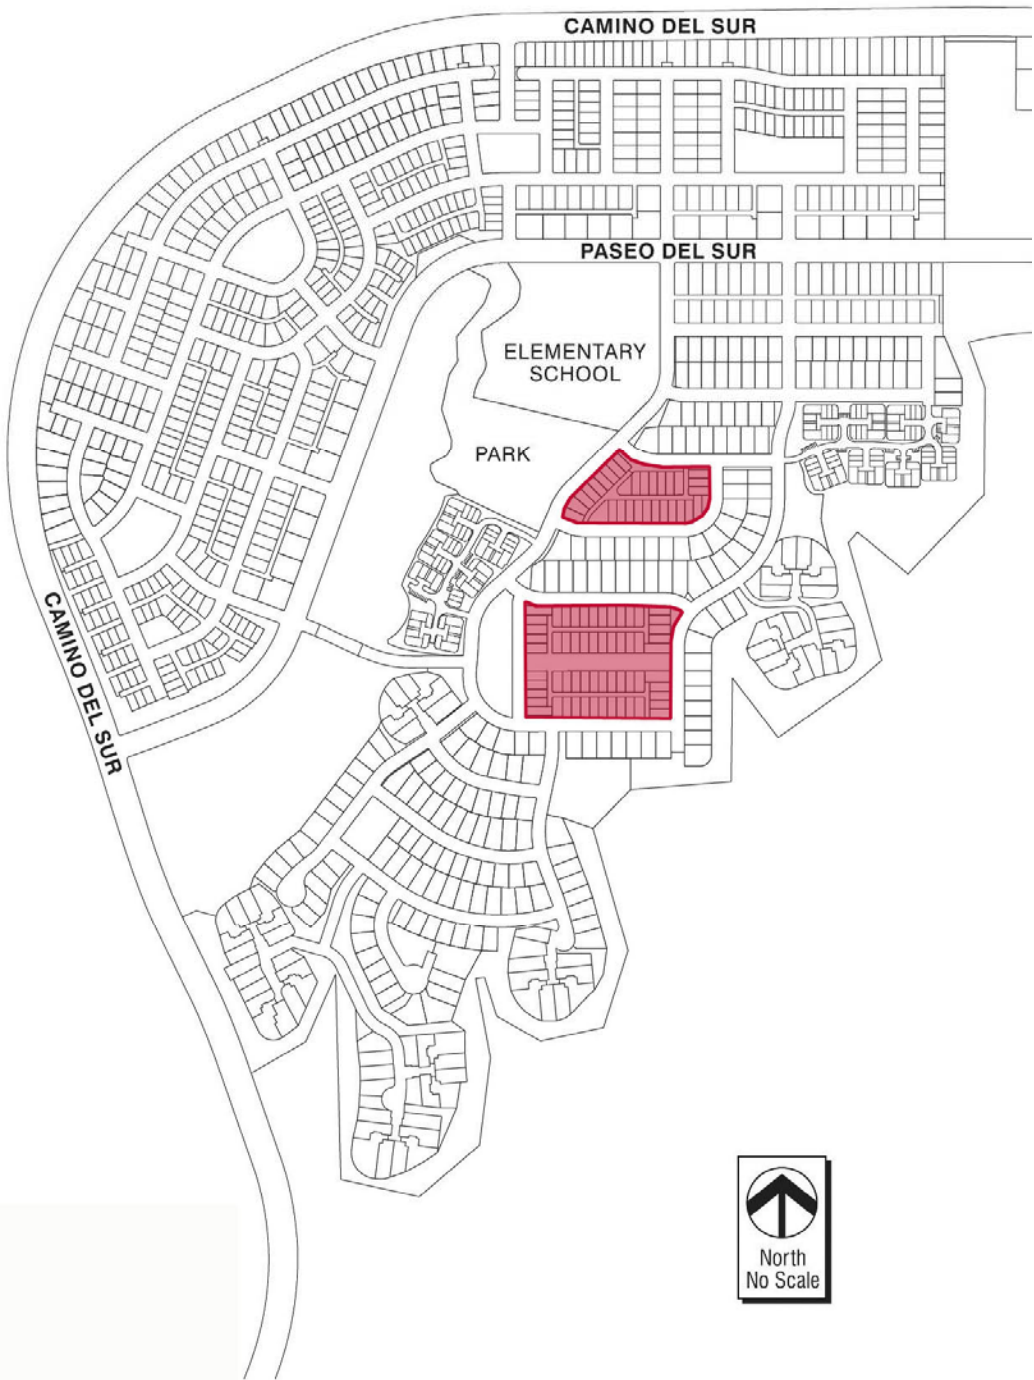 CAMINO DEL SUR
PASEO DEL SUR
ELEMENTARY
SCHOOL
PARK
CAMINO DEL SUR
North
No Scale